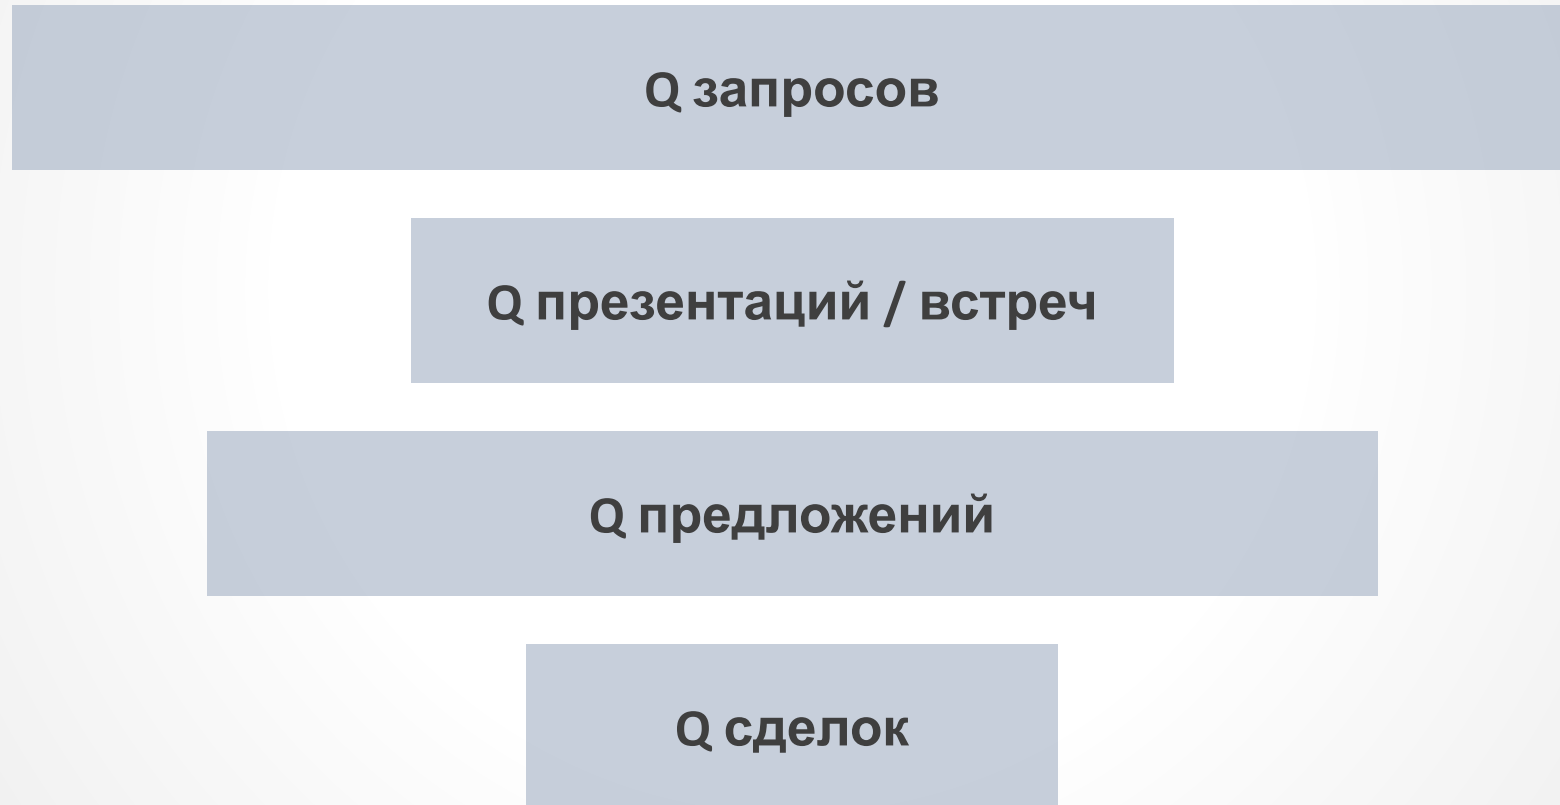 Q запросов
Q презентаций / встреч
Q предложений
Q сделок